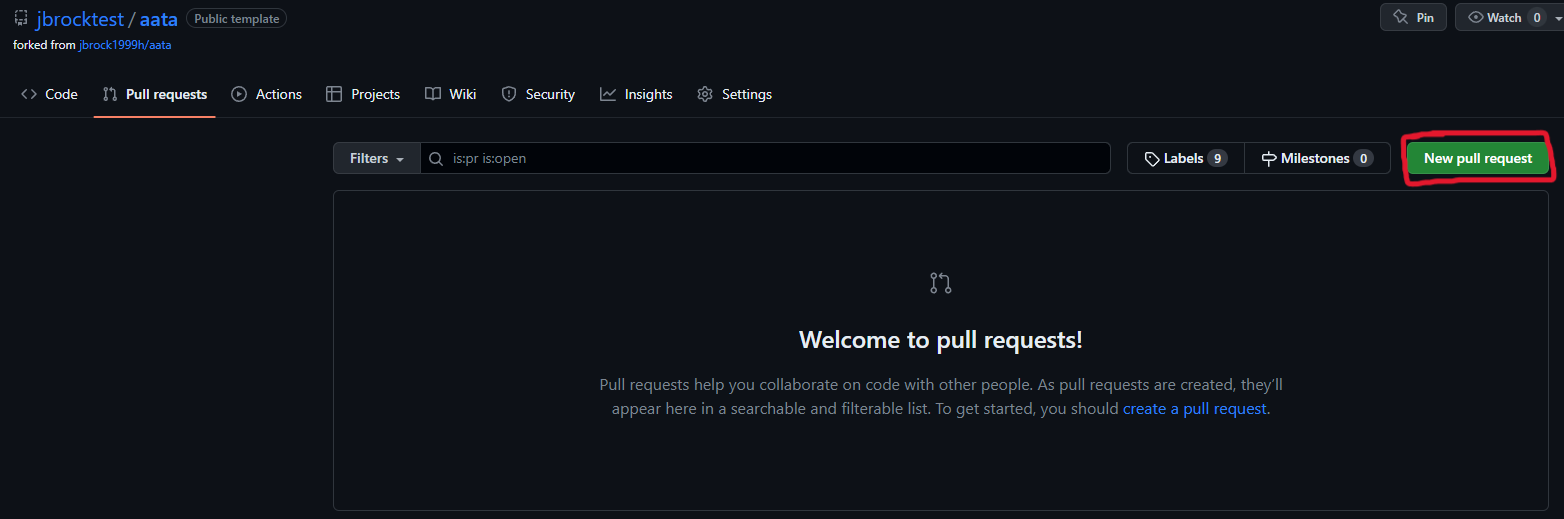 jbrocktest / aata Public template
Pin
Watch 0
forked from jbrock1999h/aata
Code Pull requests Actions Projects Wiki Security Insights Settings
Filters is:pr is:open Labels 9 Milestones 0 New pull request
Welcome to pull requests!
Pull requests help you collaborate on code with other people. As pull requests are created, they’ll
appear here in a searchable and filterable list. To get started, you should create a pull request.